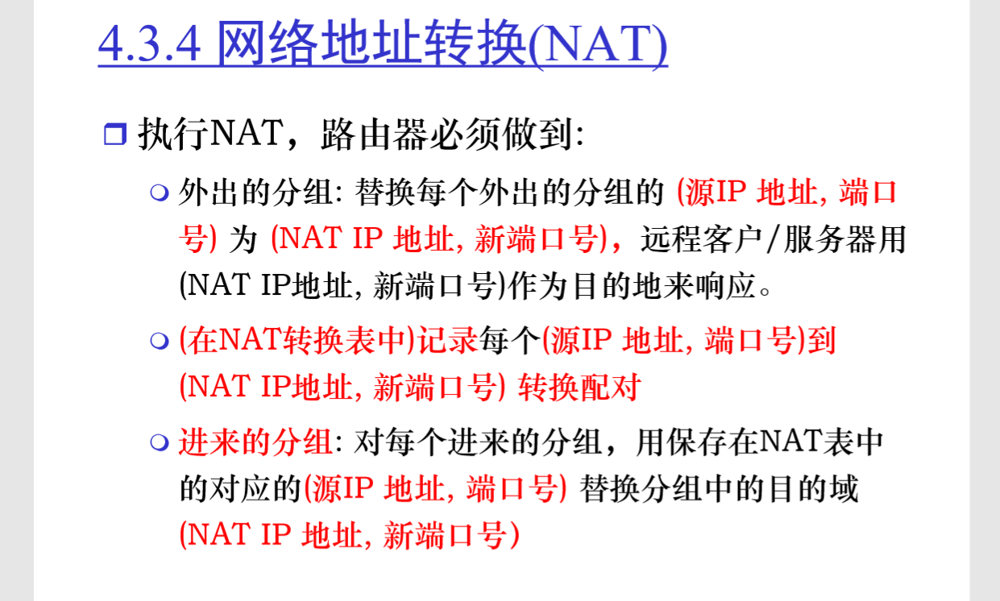 4.3.4 网络地址转换(NAT)
执行NAT，路由器必须做到:
外出的分组: 替换每个外出的分组的 (源IP 地址, 端口
号) 为 (NAT IP 地址, 新端口号)，远程客户/服务器用
(NAT IP地址, 新端口号)作为目的地来响应。
(在NAT转换表中)记录每个(源IP 地址, 端口号)到
(NAT IP地址, 新端口号) 转换配对
进来的分组: 对每个进来的分组，用保存在NAT表中
的对应的(源IP 地址, 端口号) 替换分组中的目的域
(NAT IP 地址, 新端口号）